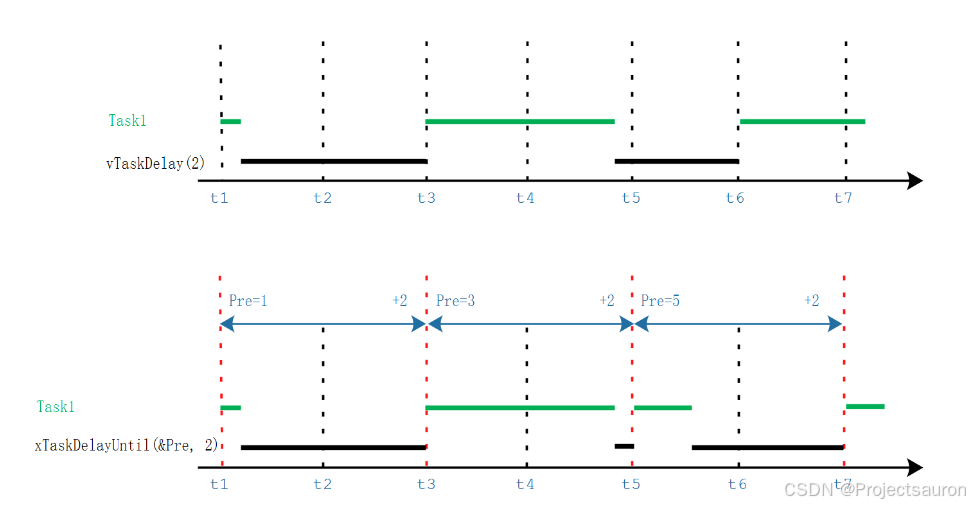 Task1
vTaskDelay(2)
t1 t2 t3 t4 t5 t6 t7
Pre=1 +2 Pre=3 +2 Pre=5 +2
Task1
xTaskDelayUntil(&Pre, 2)
t1 t2 t3 t4 t5 t6 t7
CSDN @Projectsauron